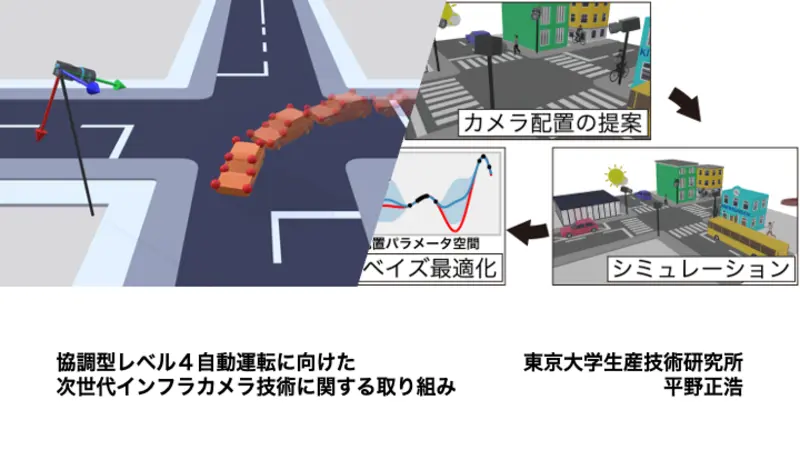 カメラ配置の提案
置パラメータ空間
ベイズ最適化
シミュレーション
協調型レベル４自動運転に向けた
次世代インフラカメラ技術に関する取り組み
東京大学生産技術研究所
平野正浩